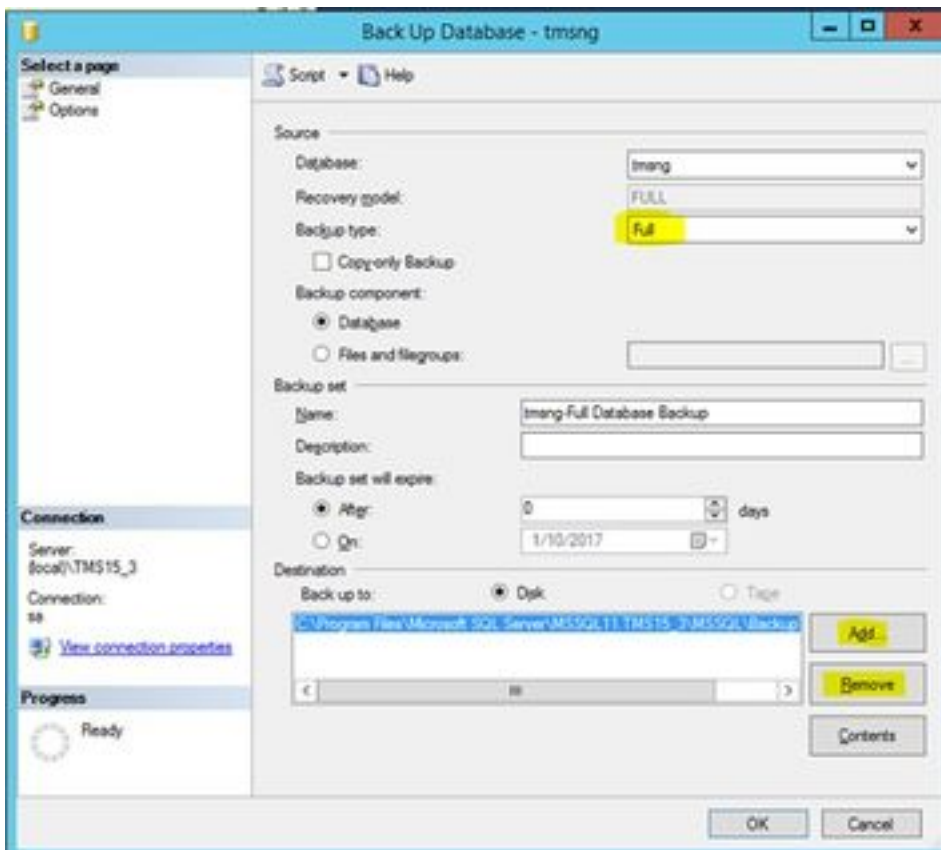 Back Up Database - tmsng
Select a page
General
Options
Script
Help
Source
Database:
tmsng
Recovery model:
FULL
Backup type:
Full
Copy-only Backup
Backup component:
Database
Files and filegroups:
...
Backup set
Name:
tmsng-Full Database Backup
Description:
Backup set will expire:
After:
0
days
On:
1/10/2017
Destination
Back up to:
Disk
Tape
C:\Program Files\Microsoft SQL Server\MSSQL11.TMS15_3\MSSQL\Backup
Add...
Remove
Contents
Connection
Server:
(local)\TMS15_3
Connection:
sa
View connection properties
Progress
Ready
OK
Cancel